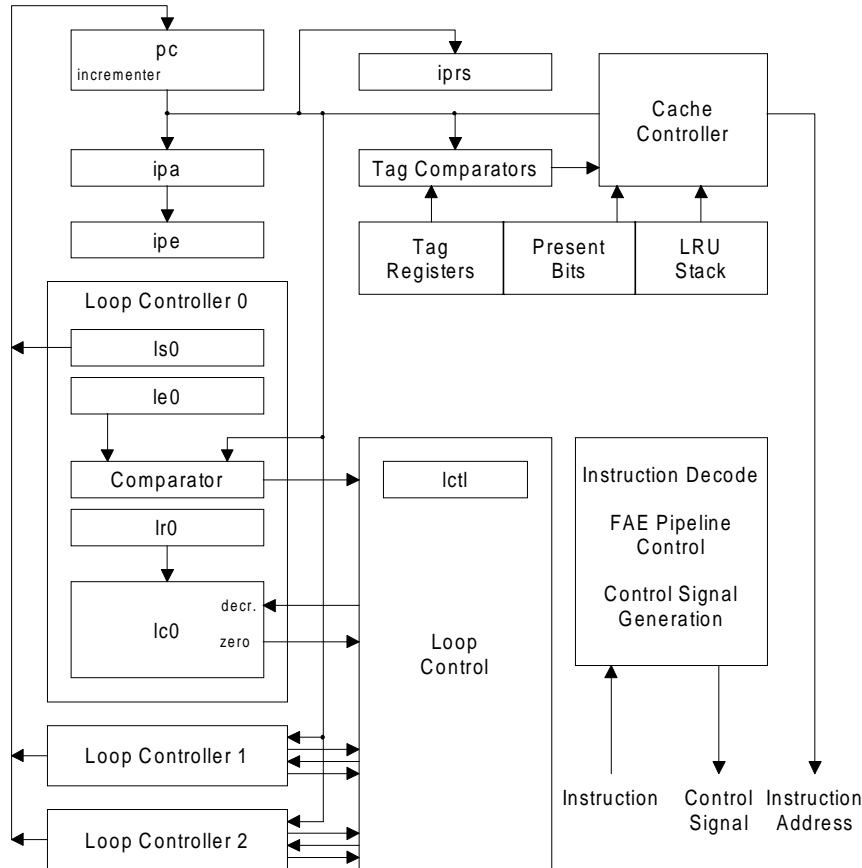 pc
incrementer
iprs
Cache
Controller
ipa
Tag Comparators
ipe
Tag
Registers
Present
Bits
LRU
Stack
Loop Controller 0
ls0
le0
Comparator
lr0
lc0
decr.
zero
lctl
Loop
Control
Instruction Decode
FAE Pipeline
Control
Control Signal
Generation
Loop Controller 1
Loop Controller 2
Instruction
Control
Signal
Instruction
Address